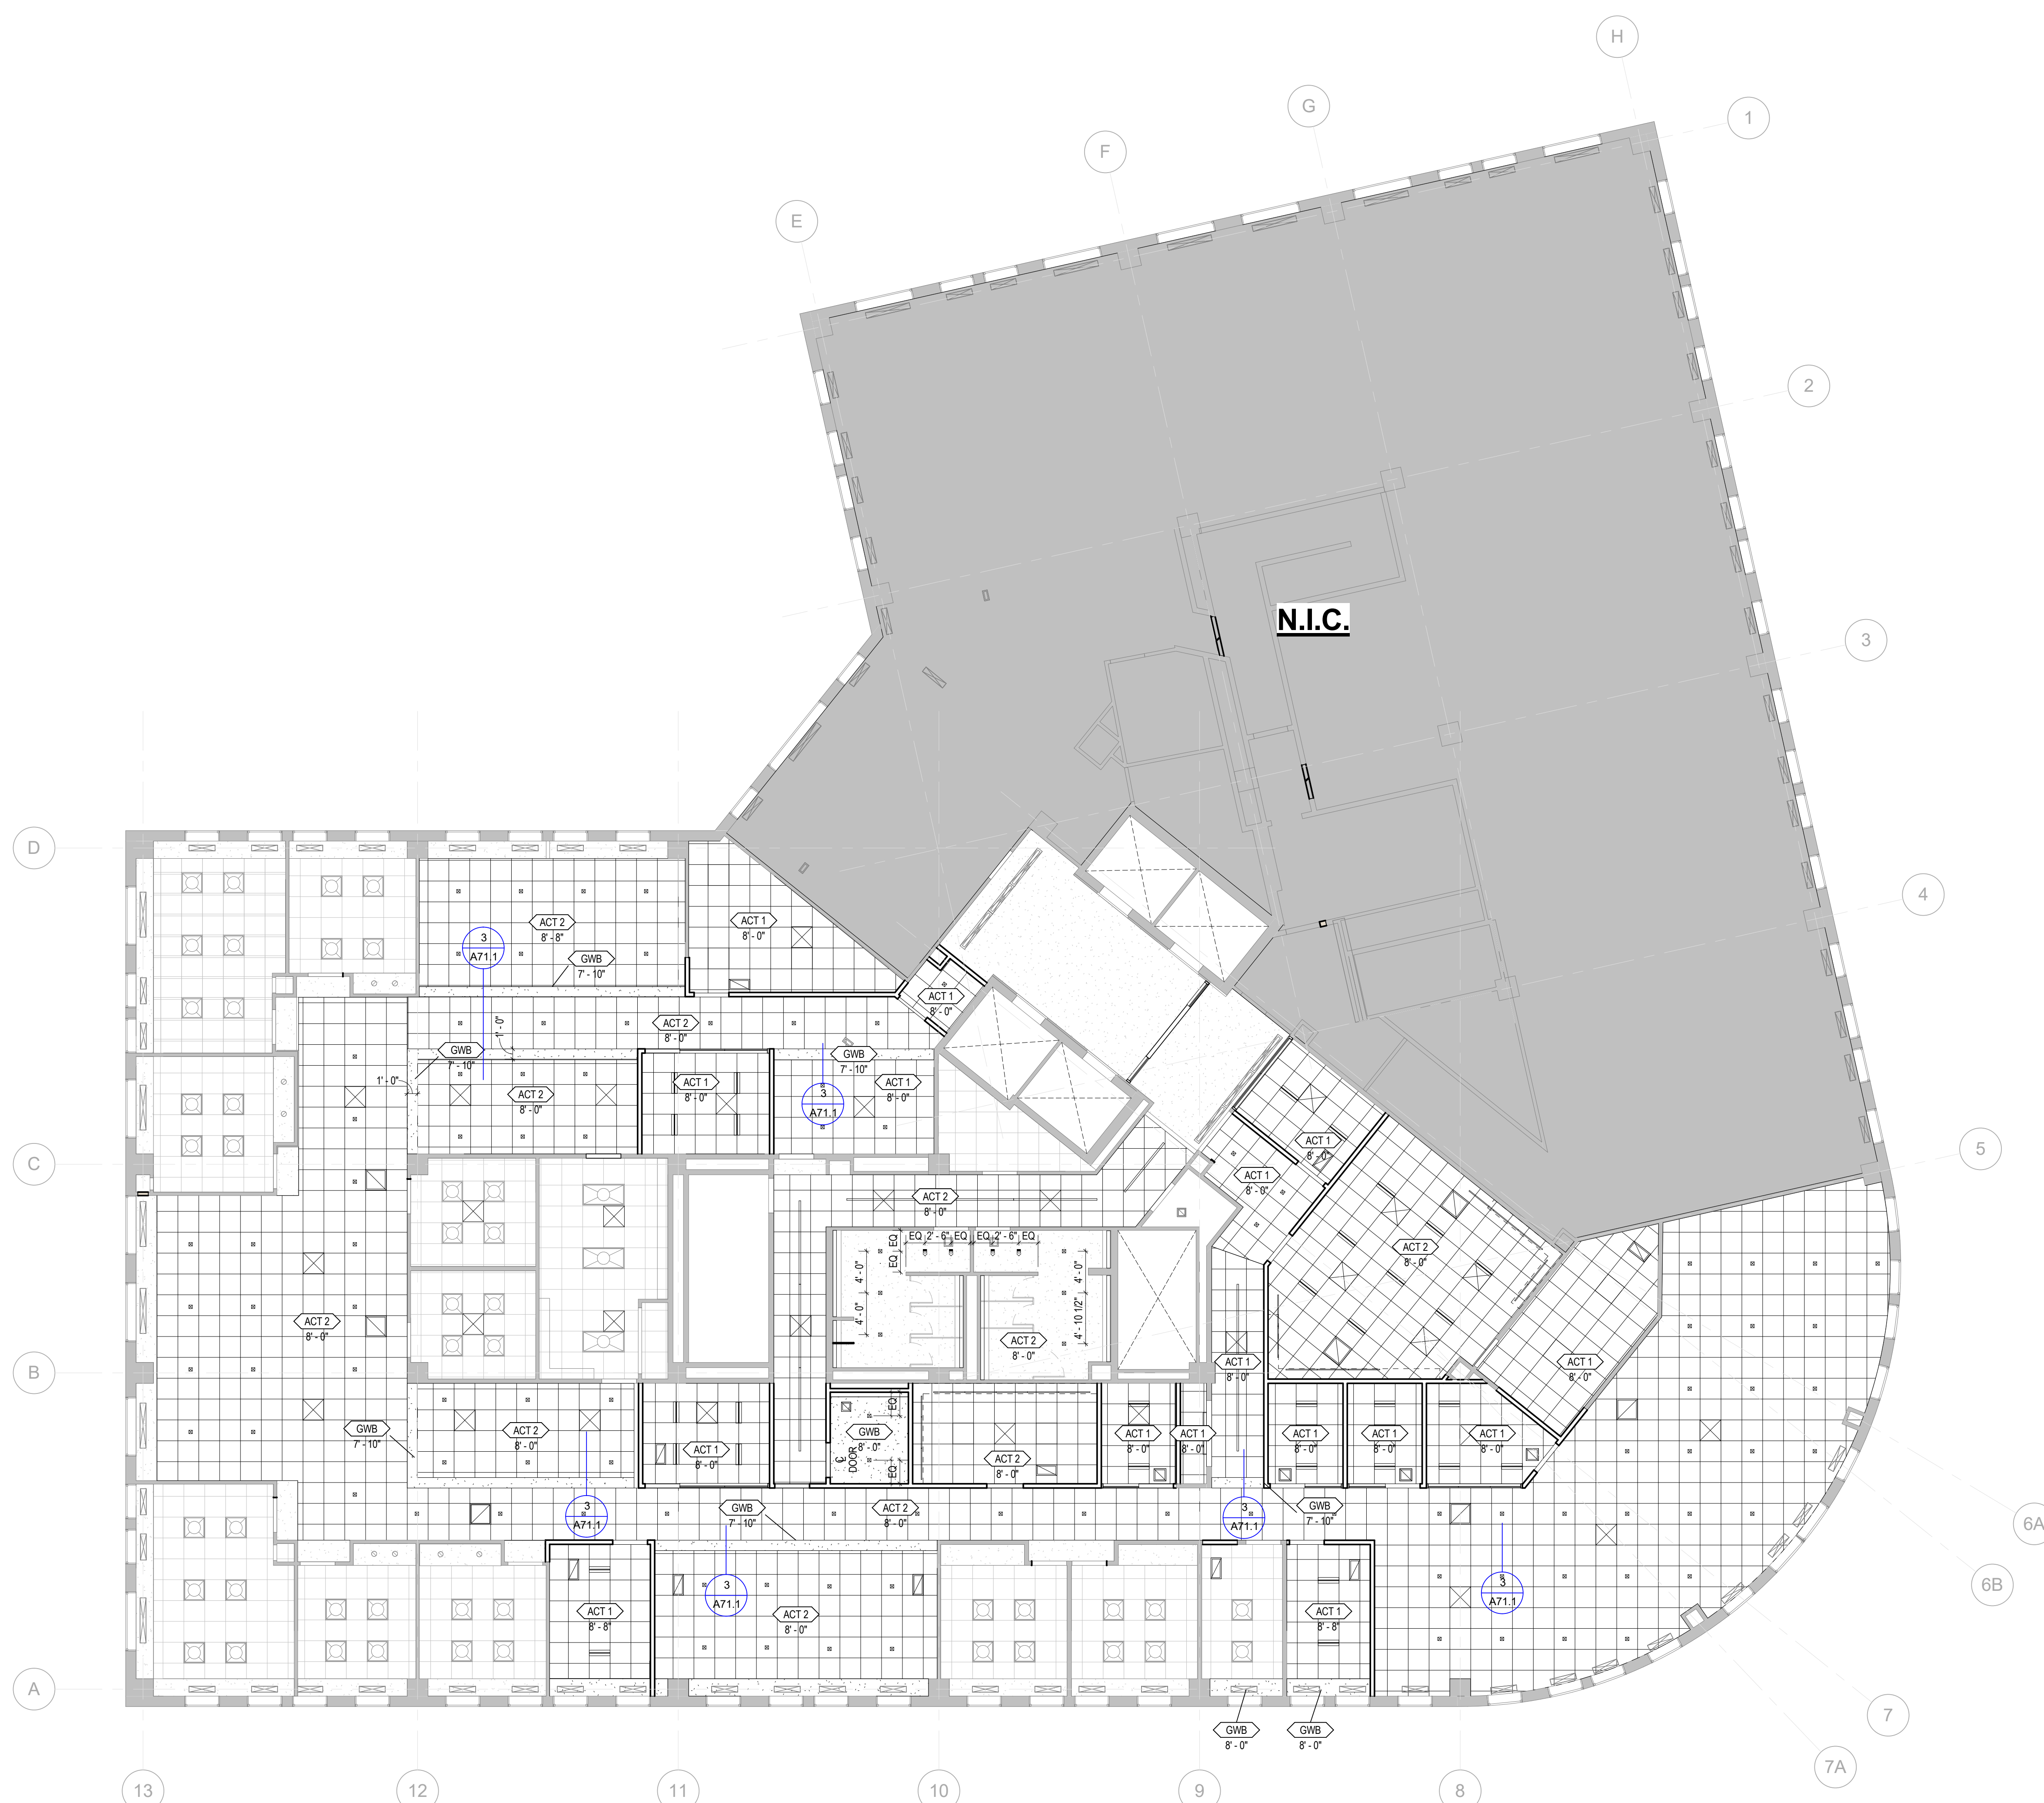 H
G
1
F
E
2
N.I.C.
3
D
4
ACT 2
8' - 8"
ACT 1
8' - 0"
3
A71.1
GWB
7' - 10"
ACT 1
8' - 0"
ACT 2
8' - 0"
1' - 0"
GWB
7' - 10"
GWB
7' - 10"
1' - 0"
ACT 2
8' - 0"
ACT 1
8' - 0"
ACT 1
8' - 0"
3
A71.1
C
5
ACT 1
8' - 0"
ACT 1
8' - 0"
ACT 2
8' - 0"
EQ
2' - 6"
EQ
EQ
2' - 6"
EQ
EQ
EQ
4' - 0"
4' - 0"
4' - 0"
4' - 10 1/2"
ACT 2
8' - 0"
ACT 2
8' - 0"
ACT 2
8' - 0"
ACT 1
8' - 0"
ACT 1
8' - 0"
B
GWB
7' - 10"
ACT 2
8' - 0"
ACT 1
8' - 0"
GWB
8' - 0"
EQ
EQ
C
DOOR
L
ACT 2
8' - 0"
ACT 1
8' - 0"
ACT 1
8' - 0"
ACT 1
8' - 0"
ACT 1
8' - 0"
ACT 1
8' - 0"
3
A71.1
GWB
7' - 10"
ACT 2
8' - 0"
3
A71.1
GWB
7' - 10"
6A
6B
3
A71.1
3
A71.1
ACT 1
8' - 8"
ACT 2
8' - 0"
ACT 1
8' - 8"
A
7
GWB
8' - 0"
GWB
8' - 0"
7A
13
12
11
10
9
8